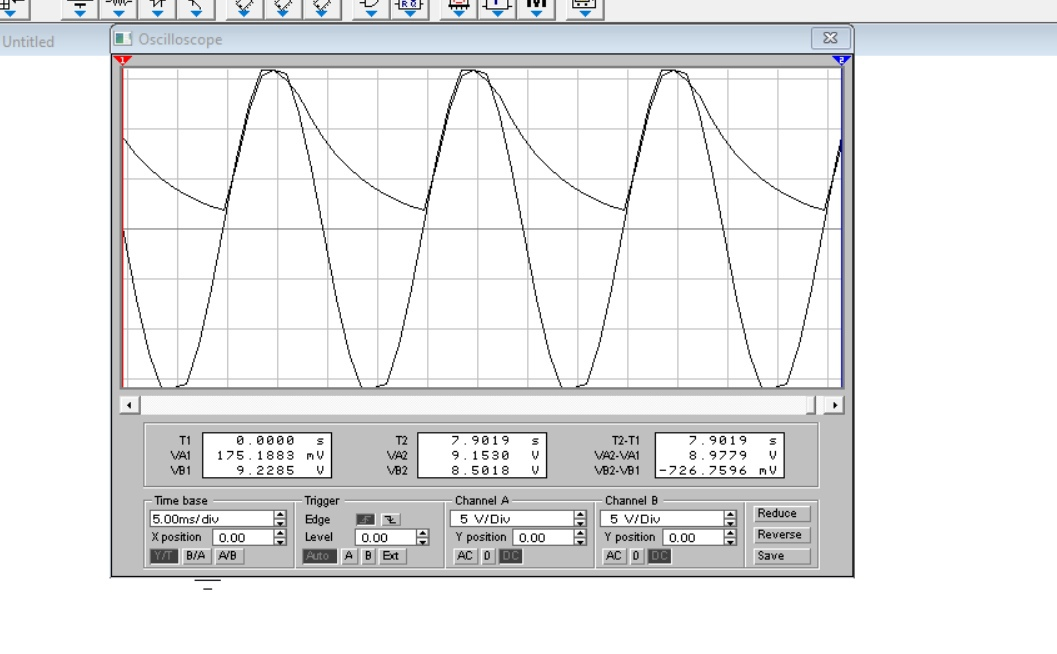 Untitled
Oscilloscope
1
2
T1 0.0000 s T2 7.9019 s T2-T1 7.9019 s
VA1 175.1883 mV VA2 9.1530 V VA2-VA1 8.9779 V
VB1 9.2285 V VB2 8.5018 V VB2-VB1 -726.7596 mV
Time base Trigger Channel A Channel B
5.00ms/div Edge 5 V/Div 5 V/Div Reduce
X position 0.00 Level 0.00 Y position 0.00 Y position 0.00 Reverse
Y/T B/A A/B Auto A B Ext AC 0 DC AC 0 DC Save